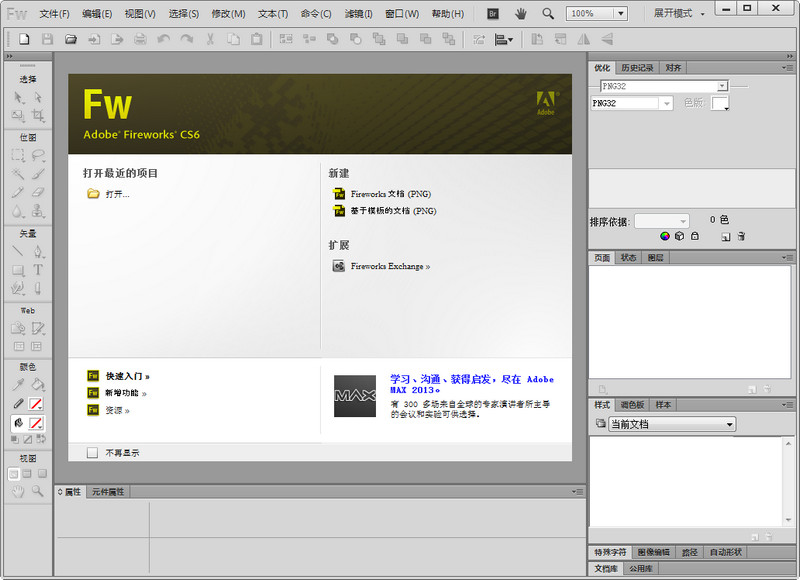 Fw 文件(F) 编辑(E) 视图(V) 选择(S) 修改(M) 文本(T) 命令(C) 滤镜(I) 窗口(W) 帮助(H) Br 100% 展开模式
选择
位图
矢量
Web
颜色
视图
Fw
Adobe® Fireworks® CS6
Adobe
打开最近的项目
打开...
新建
Fireworks 文档 (PNG)
基于模板的文档 (PNG)
扩展
Fireworks Exchange »
快速入门 »
新增功能 »
资源 »
MAX
学习、沟通、获得启发，尽在 Adobe
MAX 2013。
有 300 多场来自全球的专家演讲者所主导
的会议和实验可供选择。
不再显示
属性 元件属性
优化 历史记录 对齐
PNG32
PNG32 色版:
排序依据: 0 色
页面 状态 图层
样式 调色板 样本
当前文档
特殊字符 图像编辑 路径 自动形状
文档库 公用库